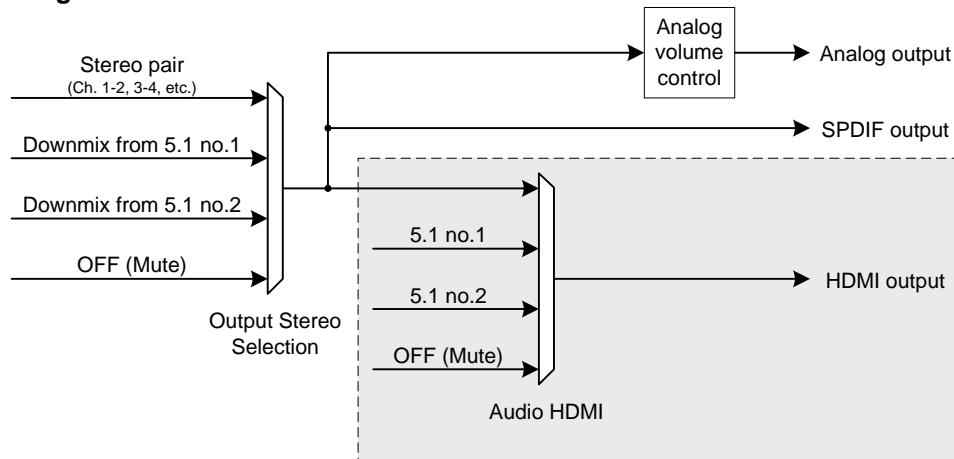 Analog
volume
control
Analog output
Stereo pair
(Ch. 1-2, 3-4, etc.)
SPDIF output
Downmix from 5.1 no.1
Downmix from 5.1 no.2
5.1 no.1
OFF (Mute)
HDMI output
5.1 no.2
Output Stereo
Selection
OFF (Mute)
Audio HDMI